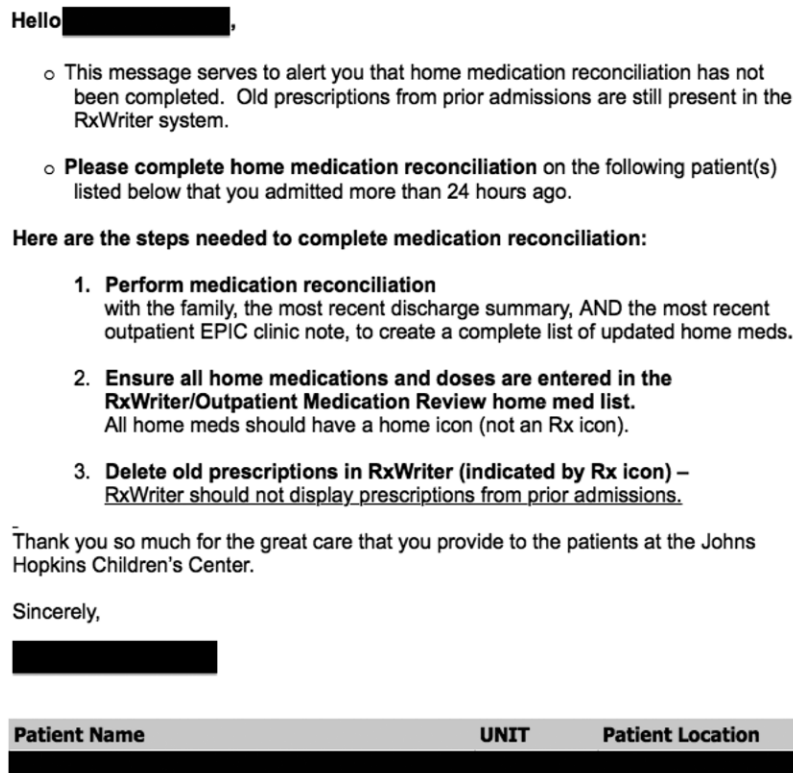 Hello ,
o This message serves to alert you that home medication reconciliation has not
been completed.  Old prescriptions from prior admissions are still present in the
RxWriter system.
o Please complete home medication reconciliation on the following patient(s)
listed below that you admitted more than 24 hours ago.
Here are the steps needed to complete medication reconciliation:
1. Perform medication reconciliation
with the family, the most recent discharge summary, AND the most recent
outpatient EPIC clinic note, to create a complete list of updated home meds.
2. Ensure all home medications and doses are entered in the
RxWriter/Outpatient Medication Review home med list.
All home meds should have a home icon (not an Rx icon).
3. Delete old prescriptions in RxWriter (indicated by Rx icon) –
RxWriter should not display prescriptions from prior admissions.
Thank you so much for the great care that you provide to the patients at the Johns
Hopkins Children's Center.
Sincerely,
Patient Name UNIT Patient Location